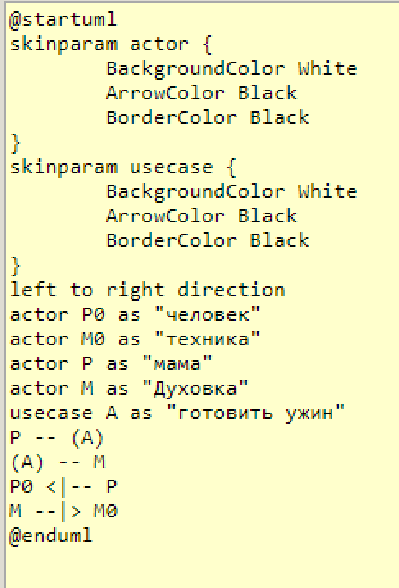 @startuml
skinparam actor {
        BackgroundColor White
        ArrowColor Black
        BorderColor Black
}
skinparam usecase {
        BackgroundColor White
        ArrowColor Black
        BorderColor Black
}
left to right direction
actor P0 as "человек"
actor M0 as "техника"
actor P as "мама"
actor M as "Духовка"
usecase A as "готовить ужин"
P -- (A)
(A) -- M
P0 <|-- P
M --|> M0
@enduml